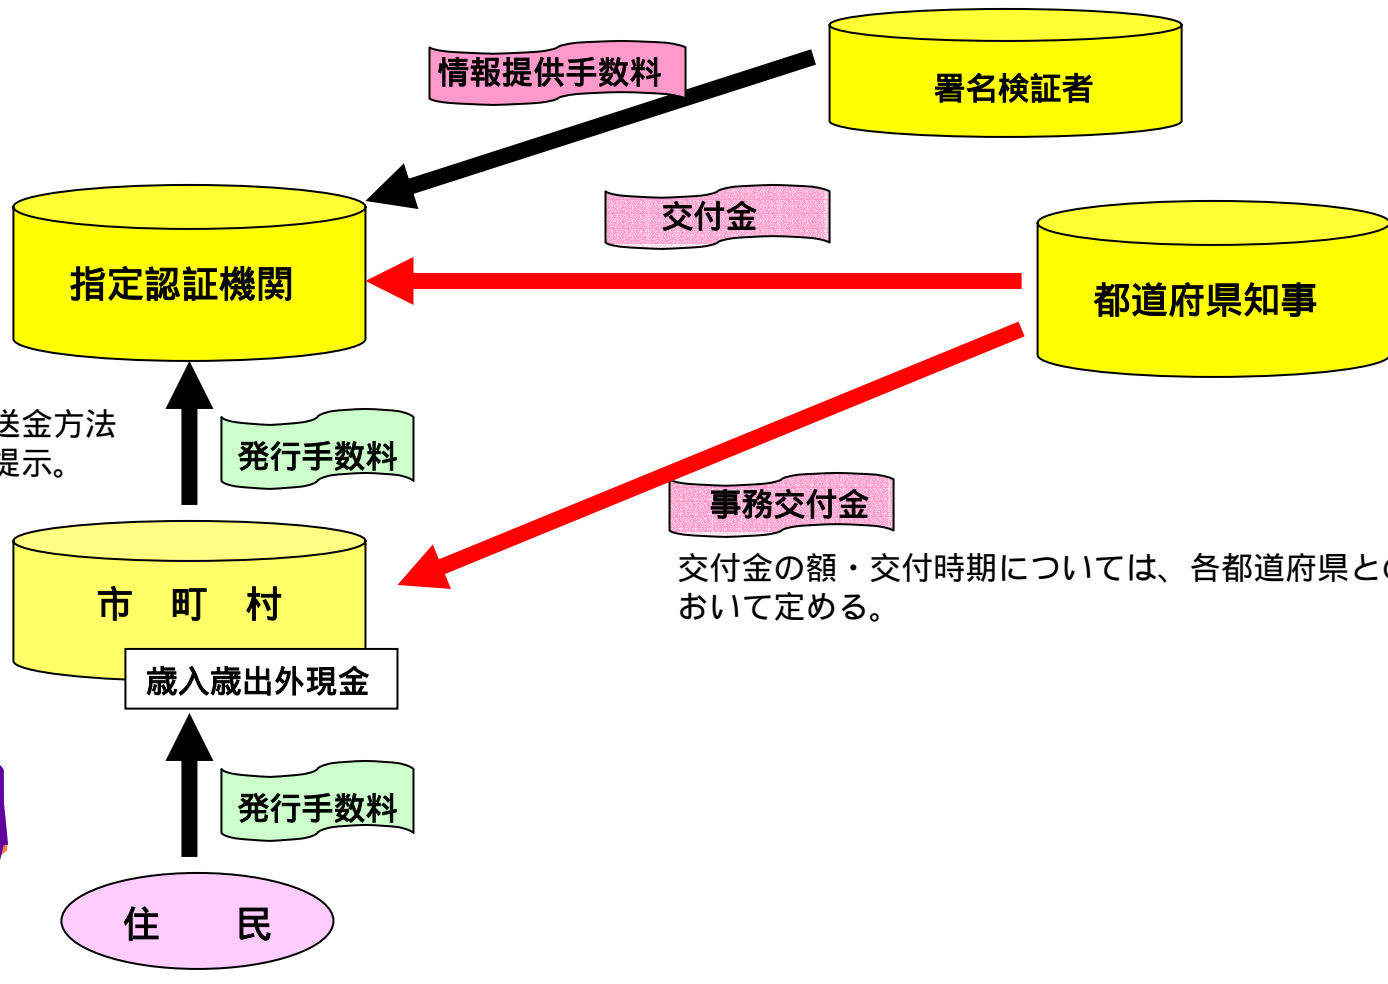 情報提供手数料
署名検証者
交付金
指定認証機関
都道府県知事
送金方法
提示。
発行手数料
事務交付金
交付金の額・交付時期については、各都道府県との
おいて定める。
市　町　村
歳入歳出外現金
発行手数料
住　　民